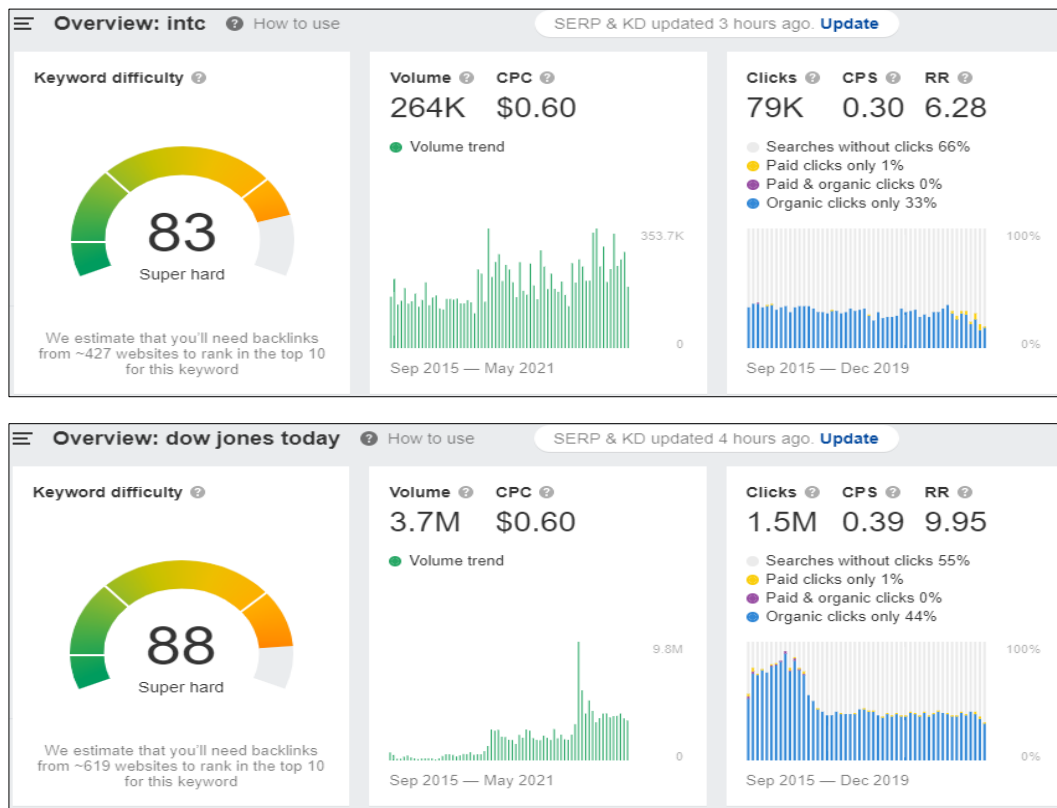 Overview: intc ? How to use SERP & KD updated 3 hours ago. Update
Keyword difficulty ?
83
Super hard
We estimate that you'll need backlinks
from ~427 websites to rank in the top 10
for this keyword
Volume ? CPC ?
264K $0.60
Volume trend
353.7K
0
Sep 2015 — May 2021
Clicks ? CPS ? RR ?
79K 0.30 6.28
Searches without clicks 66%
Paid clicks only 1%
Paid & organic clicks 0%
Organic clicks only 33%
100%
0%
Sep 2015 — Dec 2019
Overview: dow jones today ? How to use SERP & KD updated 4 hours ago. Update
Keyword difficulty ?
88
Super hard
We estimate that you'll need backlinks
from ~619 websites to rank in the top 10
for this keyword
Volume ? CPC ?
3.7M $0.60
Volume trend
9.8M
0
Sep 2015 — May 2021
Clicks ? CPS ? RR ?
1.5M 0.39 9.95
Searches without clicks 55%
Paid clicks only 1%
Paid & organic clicks 0%
Organic clicks only 44%
100%
0%
Sep 2015 — Dec 2019